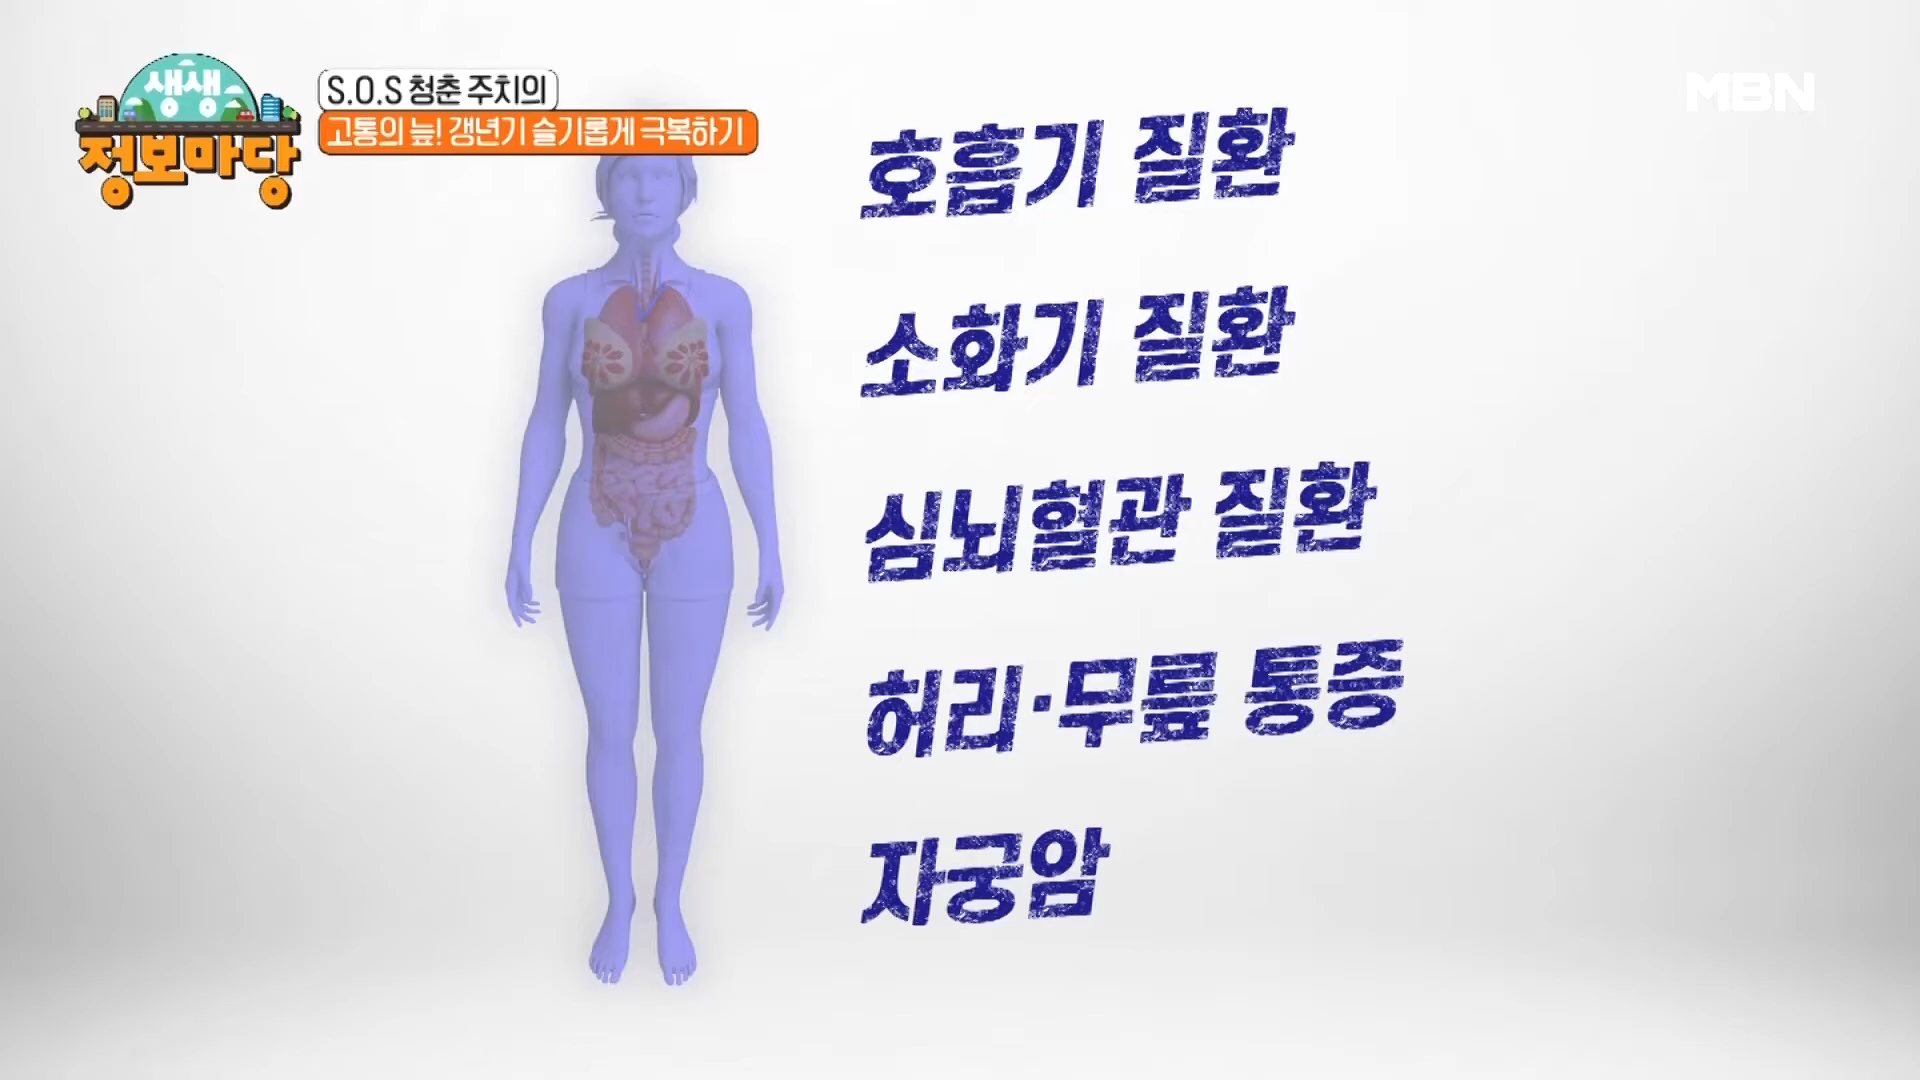 생생
정보마당
S.O.S 청춘 주치의
고통의 늪! 갱년기 슬기롭게 극복하기
MBN
호흡기 질환
소화기 질환
심뇌혈관 질환
허리·무릎 통증
자궁암